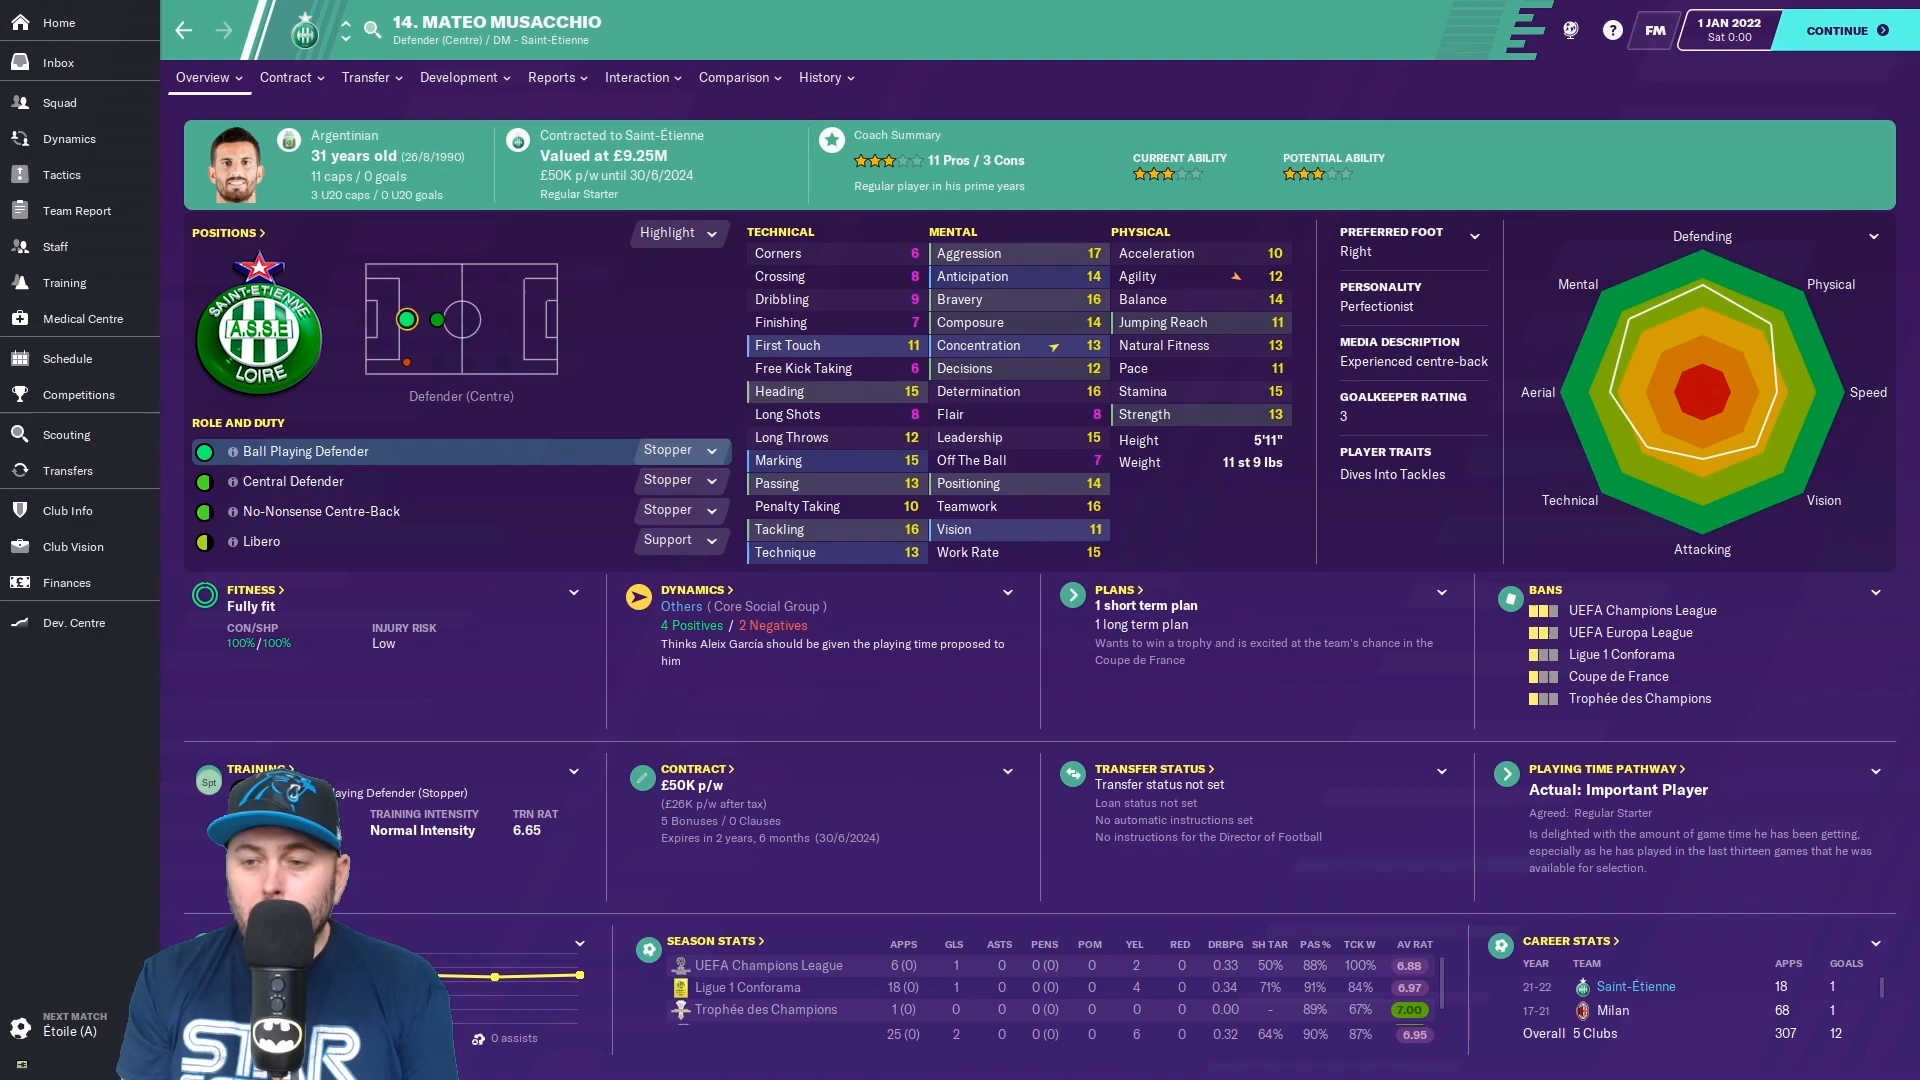 Home
Inbox
Squad
Dynamics
Tactics
Team Report
Staff
Training
Medical Centre
Schedule
Competitions
Scouting
Transfers
Club Info
Club Vision
Finances
Dev. Centre
NEXT MATCH
Étoile (A)
14. MATEO MUSACCHIO
Defender (Centre) / DM - Saint-Étienne
?
FM
1 JAN 2022
Sat 0:00
CONTINUE
Overview Contract Transfer Development Reports Interaction Comparison History
Argentinian
31 years old (26/8/1990)
11 caps / 0 goals
3 U20 caps / 0 U20 goals
Contracted to Saint-Étienne
Valued at £9.25M
£50K p/w until 30/6/2024
Regular Starter
Coach Summary
11 Pros / 3 Cons
Regular player in his prime years
CURRENT ABILITY
POTENTIAL ABILITY
POSITIONS >
Highlight
SAINT-ETIENNE
A.S.S.E
LOIRE
Defender (Centre)
ROLE AND DUTY
Ball Playing Defender Stopper
Central Defender Stopper
No-Nonsense Centre-Back Stopper
Libero Support
TECHNICAL
Corners 6
Crossing 8
Dribbling 9
Finishing 7
First Touch 11
Free Kick Taking 6
Heading 15
Long Shots 8
Long Throws 12
Marking 15
Passing 13
Penalty Taking 10
Tackling 16
Technique 13
MENTAL
Aggression 17
Anticipation 14
Bravery 16
Composure 14
Concentration 13
Decisions 12
Determination 16
Flair 8
Leadership 15
Off The Ball 7
Positioning 14
Teamwork 16
Vision 11
Work Rate 15
PHYSICAL
Acceleration 10
Agility 12
Balance 14
Jumping Reach 11
Natural Fitness 13
Pace 11
Stamina 15
Strength 13
Height 5'11"
Weight 11 st 9 lbs
PREFERRED FOOT
Right
PERSONALITY
Perfectionist
MEDIA DESCRIPTION
Experienced centre-back
GOALKEEPER RATING
3
PLAYER TRAITS
Dives Into Tackles
Defending
Mental
Physical
Aerial
Speed
Technical
Vision
Attacking
FITNESS >
Fully fit
CON/SHP
100%/100%
INJURY RISK
Low
DYNAMICS >
Others ( Core Social Group )
4 Positives / 2 Negatives
Thinks Aleix García should be given the playing time proposed to
him
PLANS >
1 short term plan
1 long term plan
Wants to win a trophy and is excited at the team's chance in the
Coupe de France
BANS
UEFA Champions League
UEFA Europa League
Ligue 1 Conforama
Coupe de France
Trophée des Champions
Spt
TRAINING >
aying Defender (Stopper)
TRAINING INTENSITY
Normal Intensity
TRN RAT
6.65
CONTRACT >
£50K p/w
(£26K p/w after tax)
5 Bonuses / 0 Clauses
Expires in 2 years, 6 months (30/6/2024)
TRANSFER STATUS >
Transfer status not set
Loan status not set
No automatic instructions set
No instructions for the Director of Football
PLAYING TIME PATHWAY >
Actual: Important Player
Agreed: Regular Starter
Is delighted with the amount of game time he has been getting,
especially as he has played in the last thirteen games that he was
available for selection.
0 assists
STAR
SEASON STATS > APPS GLS ASTS PENS POM YEL RED DRBPG SH TAR PAS % TCK W AV RAT
UEFA Champions League 6 (0) 1 0 0 (0) 0 2 0 0.33 50% 88% 100% 6.88
Ligue 1 Conforama 18 (0) 1 0 0 (0) 0 4 0 0.34 71% 91% 84% 6.97
Trophée des Champions 1 (0) 0 0 0 (0) 0 0 0 0.00 - 89% 67% 7.00
25 (0) 2 0 0 (0) 0 6 0 0.32 64% 90% 87% 6.95
CAREER STATS >
YEAR TEAM APPS GOALS
21-22 Saint-Étienne 18 1
17-21 Milan 68 1
Overall 5 Clubs 307 12